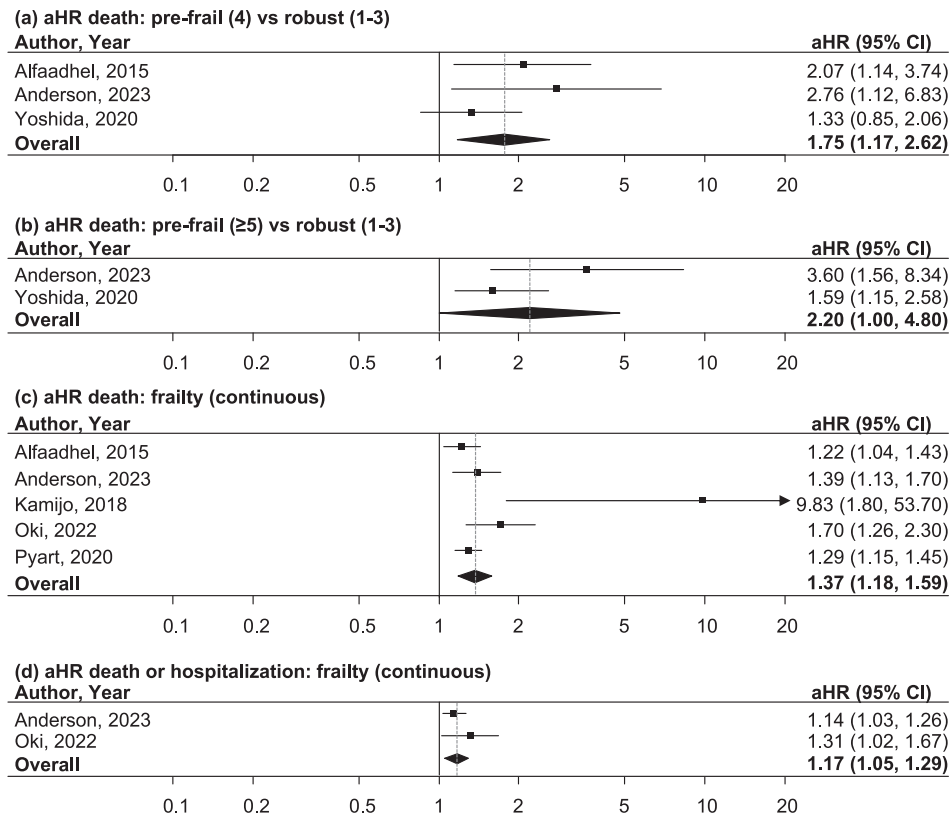 (a) aHR death: pre-frail (4) vs robust (1-3)
Author, Year aHR (95% CI)
Alfaadhel, 2015 2.07 (1.14, 3.74)
Anderson, 2023 2.76 (1.12, 6.83)
Yoshida, 2020 1.33 (0.85, 2.06)
Overall 1.75 (1.17, 2.62)
0.1 0.2 0.5 1 2 5 10 20
(b) aHR death: pre-frail (≥5) vs robust (1-3)
Author, Year aHR (95% CI)
Anderson, 2023 3.60 (1.56, 8.34)
Yoshida, 2020 1.59 (1.15, 2.58)
Overall 2.20 (1.00, 4.80)
0.1 0.2 0.5 1 2 5 10 20
(c) aHR death: frailty (continuous)
Author, Year aHR (95% CI)
Alfaadhel, 2015 1.22 (1.04, 1.43)
Anderson, 2023 1.39 (1.13, 1.70)
Kamijo, 2018 9.83 (1.80, 53.70)
Oki, 2022 1.70 (1.26, 2.30)
Pyart, 2020 1.29 (1.15, 1.45)
Overall 1.37 (1.18, 1.59)
0.1 0.2 0.5 1 2 5 10 20
(d) aHR death or hospitalization: frailty (continuous)
Author, Year aHR (95% CI)
Anderson, 2023 1.14 (1.03, 1.26)
Oki, 2022 1.31 (1.02, 1.67)
Overall 1.17 (1.05, 1.29)
0.1 0.2 0.5 1 2 5 10 20